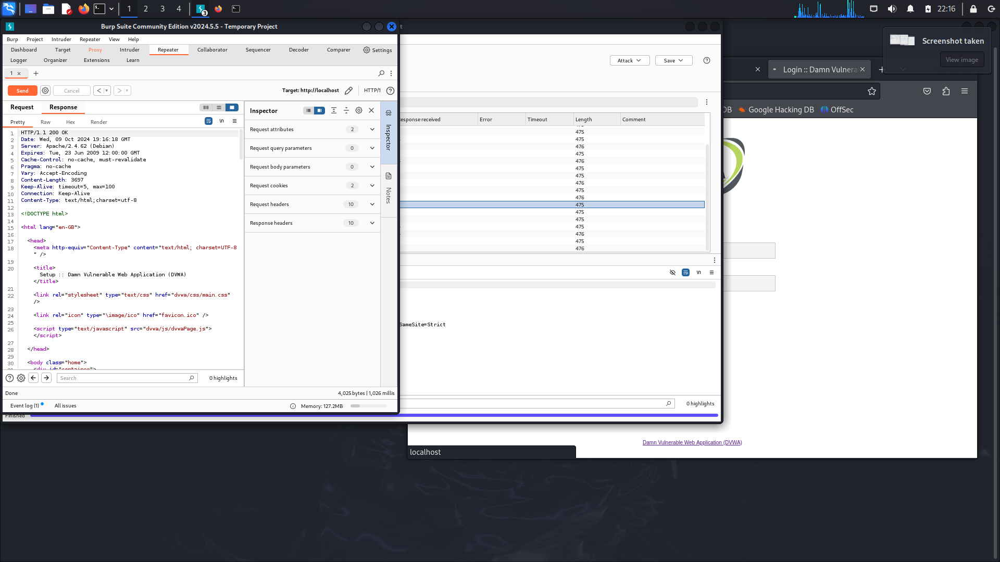 1
2
3
4
3
22:16
Burp Suite Community Edition v2024.5.5 - Temporary Project
Burp Project Intruder Repeater View Help
Dashboard Target Proxy Intruder Repeater Collaborator Sequencer Decoder Comparer Settings
Logger Organizer Extensions Learn
1 ×
Send Cancel < > Target: http://localhost HTTP/1
Request Response
Pretty Raw Hex Render \n
1 HTTP/1.1 200 OK
2 Date: Wed, 09 Oct 2024 19:16:18 GMT
3 Server: Apache/2.4.62 (Debian)
4 Expires: Tue, 23 Jun 2009 12:00:00 GMT
5 Cache-Control: no-cache, must-revalidate
6 Pragma: no-cache
7 Vary: Accept-Encoding
8 Content-Length: 3697
9 Keep-Alive: timeout=5, max=100
10 Connection: Keep-Alive
11 Content-Type: text/html;charset=utf-8
12
13 <!DOCTYPE html>
14
15 <html lang="en-GB">
16
17 <head>
18 <meta http-equiv="Content-Type" content="text/html; charset=UTF-8
" />
19
20 <title>
Setup :: Damn Vulnerable Web Application (DVWA)
</title>
21
22 <link rel="stylesheet" type="text/css" href="dvwa/css/main.css"
/>
23
24 <link rel="icon" type="\image/ico" href="favicon.ico" />
25
26 <script type="text/javascript" src="dvwa/js/dvwaPage.js">
</script>
27
28 </head>
29
30 <body class="home">
<div id="container">
Search 0 highlights
Done 4,025 bytes | 1,026 millis
Event log (1) All issues Memory: 127.2MB
Inspector
Request attributes 2
Request query parameters 0
Request body parameters 0
Request cookies 2
Request headers 10
Response headers 10
Inspector
Notes
t
Attack Save
Response received Error Timeout Length Comment
475
475
476
475
476
475
475
476
475
476
475
475
475
475
476
475
476
\n
SameSite=Strict
0 highlights
Finished
Screenshot taken
View image
Login :: Damn Vulnera
DB Google Hacking DB OffSec
Damn Vulnerable Web Application (DVWA)
localhost